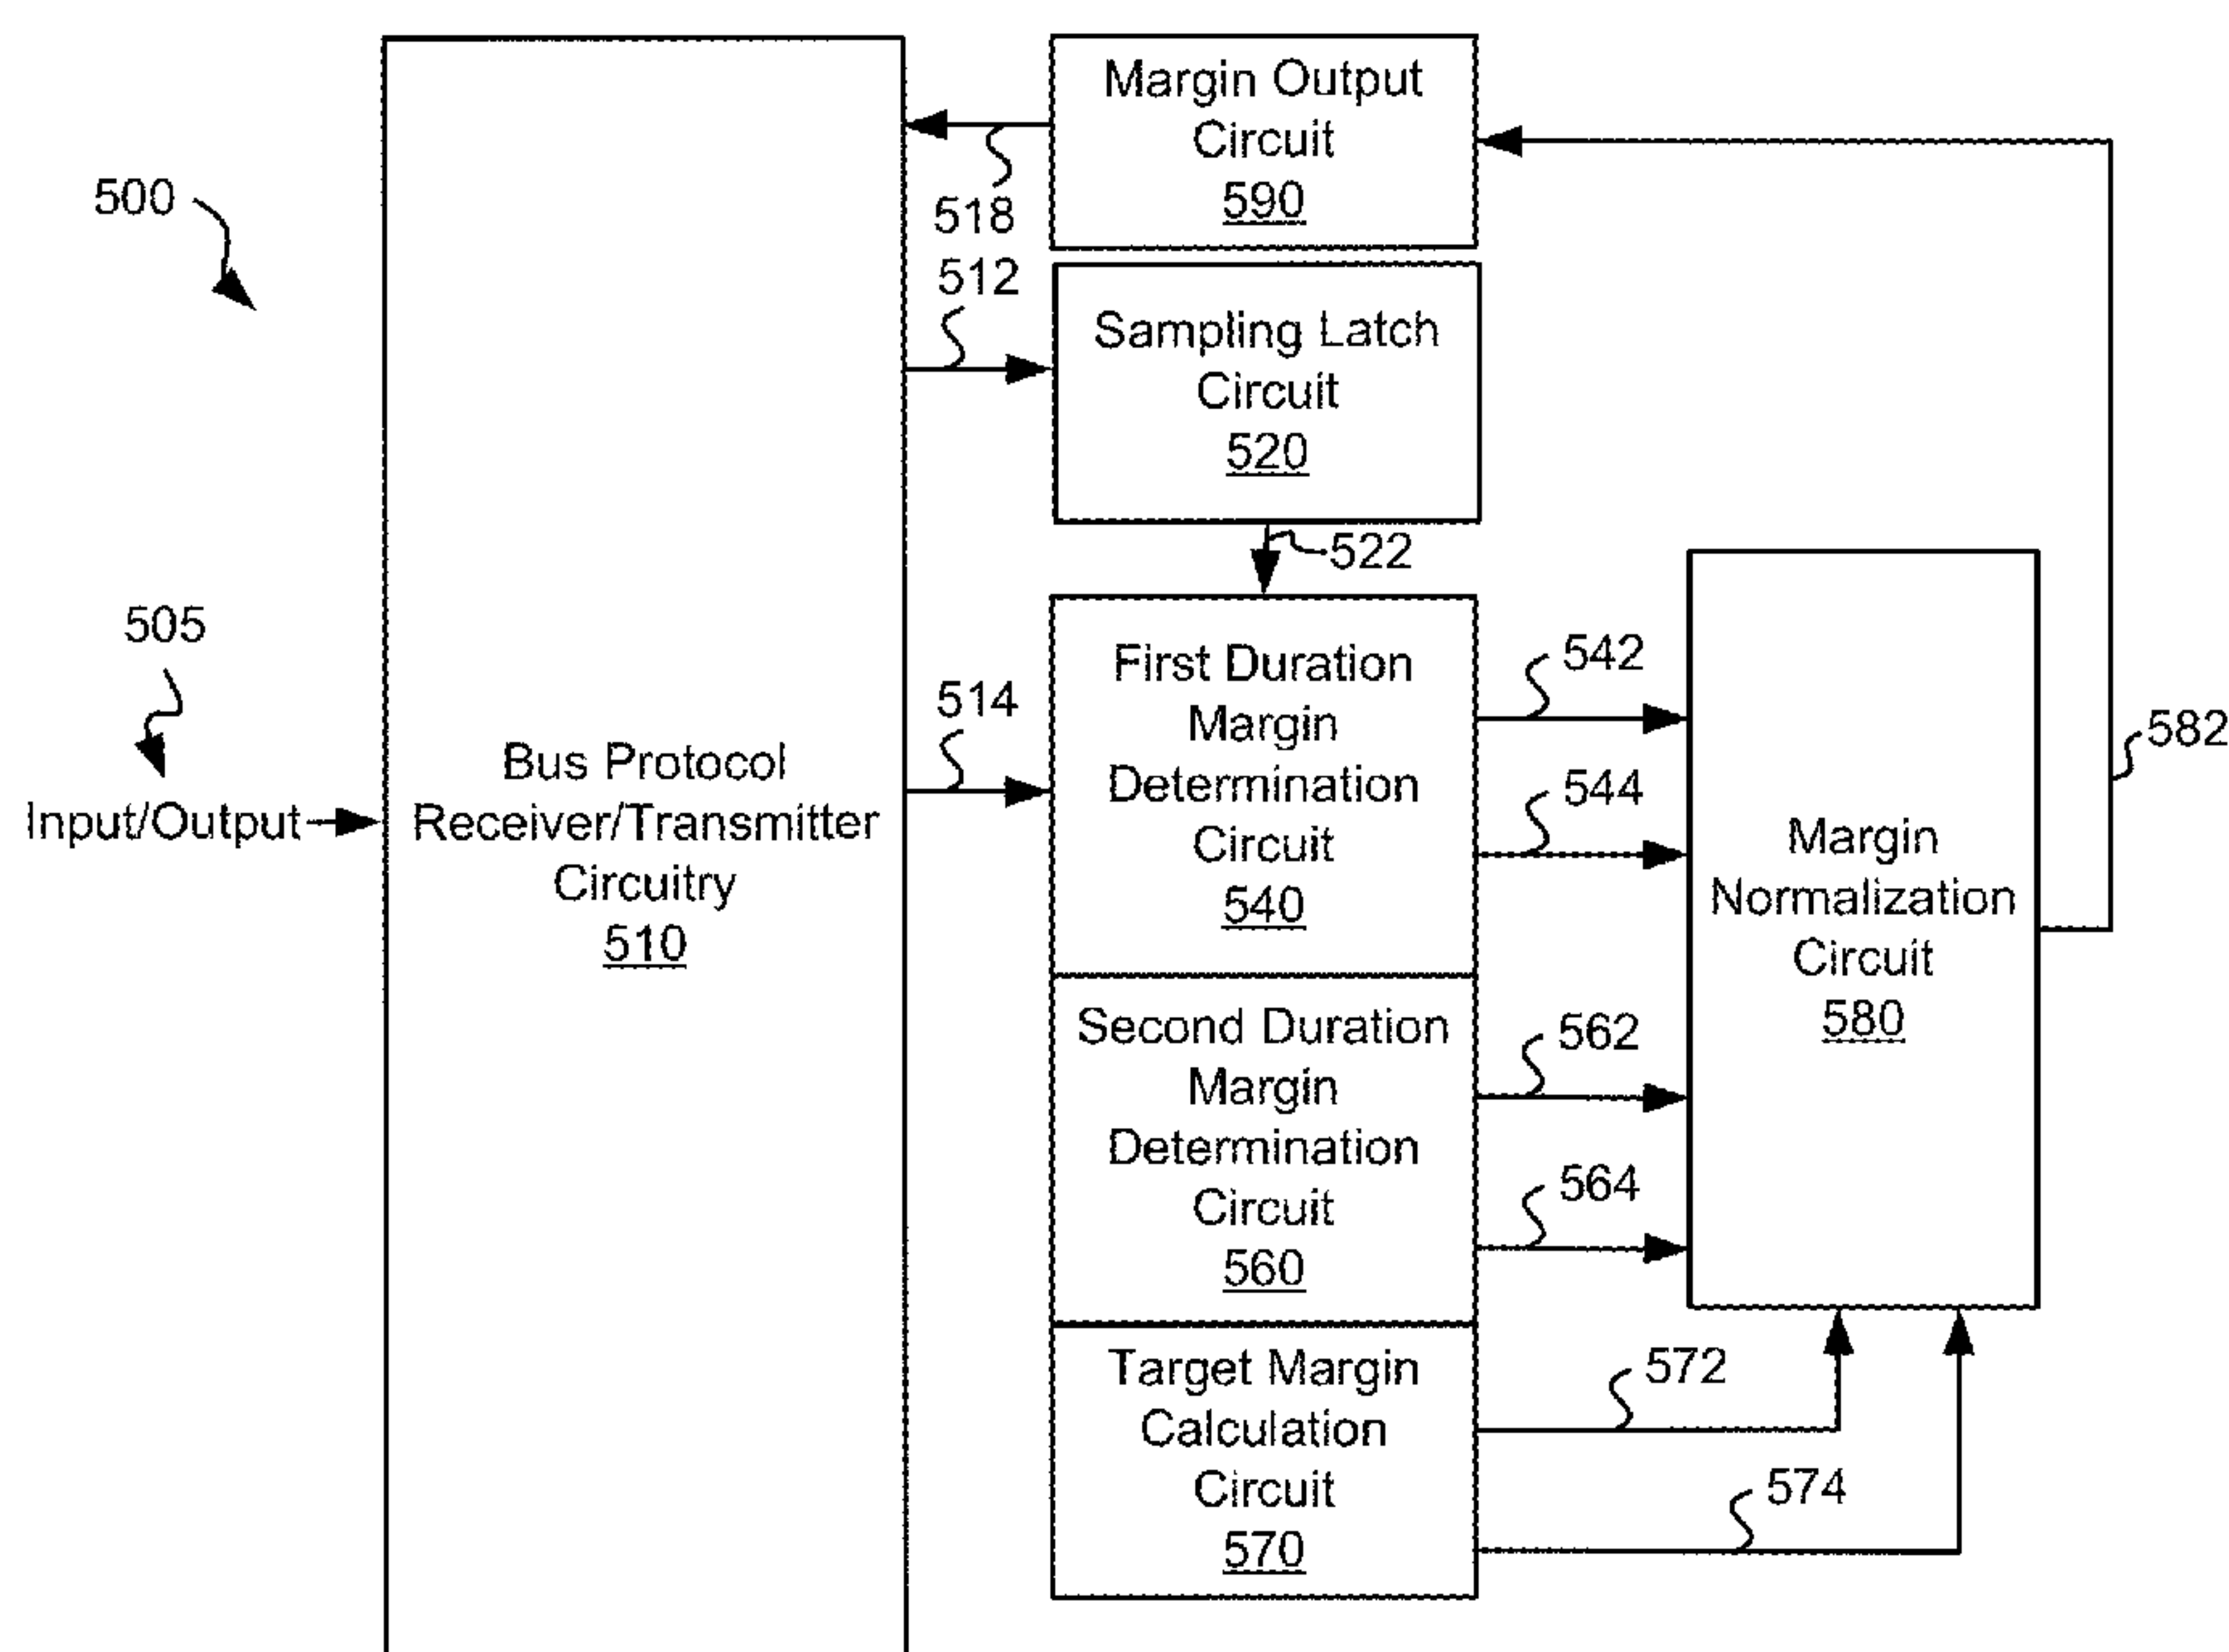 500
505
Input/Output
Bus Protocol
Receiver/Transmitter
Circuitry
510
518
512
514
Margin Output
Circuit
590
Sampling Latch
Circuit
520
522
First Duration
Margin
Determination
Circuit
540
Second Duration
Margin
Determination
Circuit
560
Target Margin
Calculation
Circuit
570
542
544
562
564
572
574
Margin
Normalization
Circuit
580
582